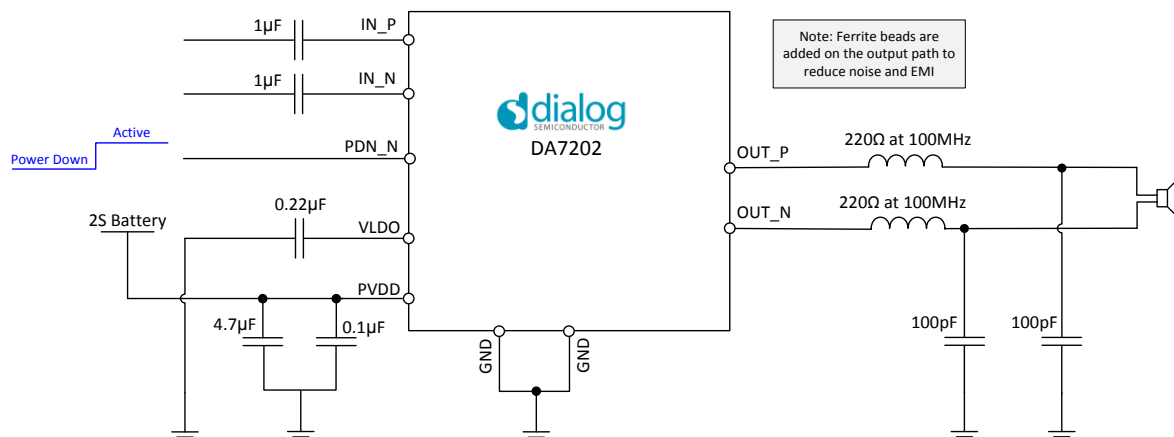 1µF
IN_P
1µF
IN_N
Active
Power Down
PDN_N
0.22µF
2S Battery
VLDO
PVDD
4.7µF
0.1µF
dialog
SEMICONDUCTOR
DA7202
GND
GND
Note: Ferrite beads are
added on the output path to
reduce noise and EMI
OUT_P
220Ω at 100MHz
OUT_N
220Ω at 100MHz
100pF
100pF